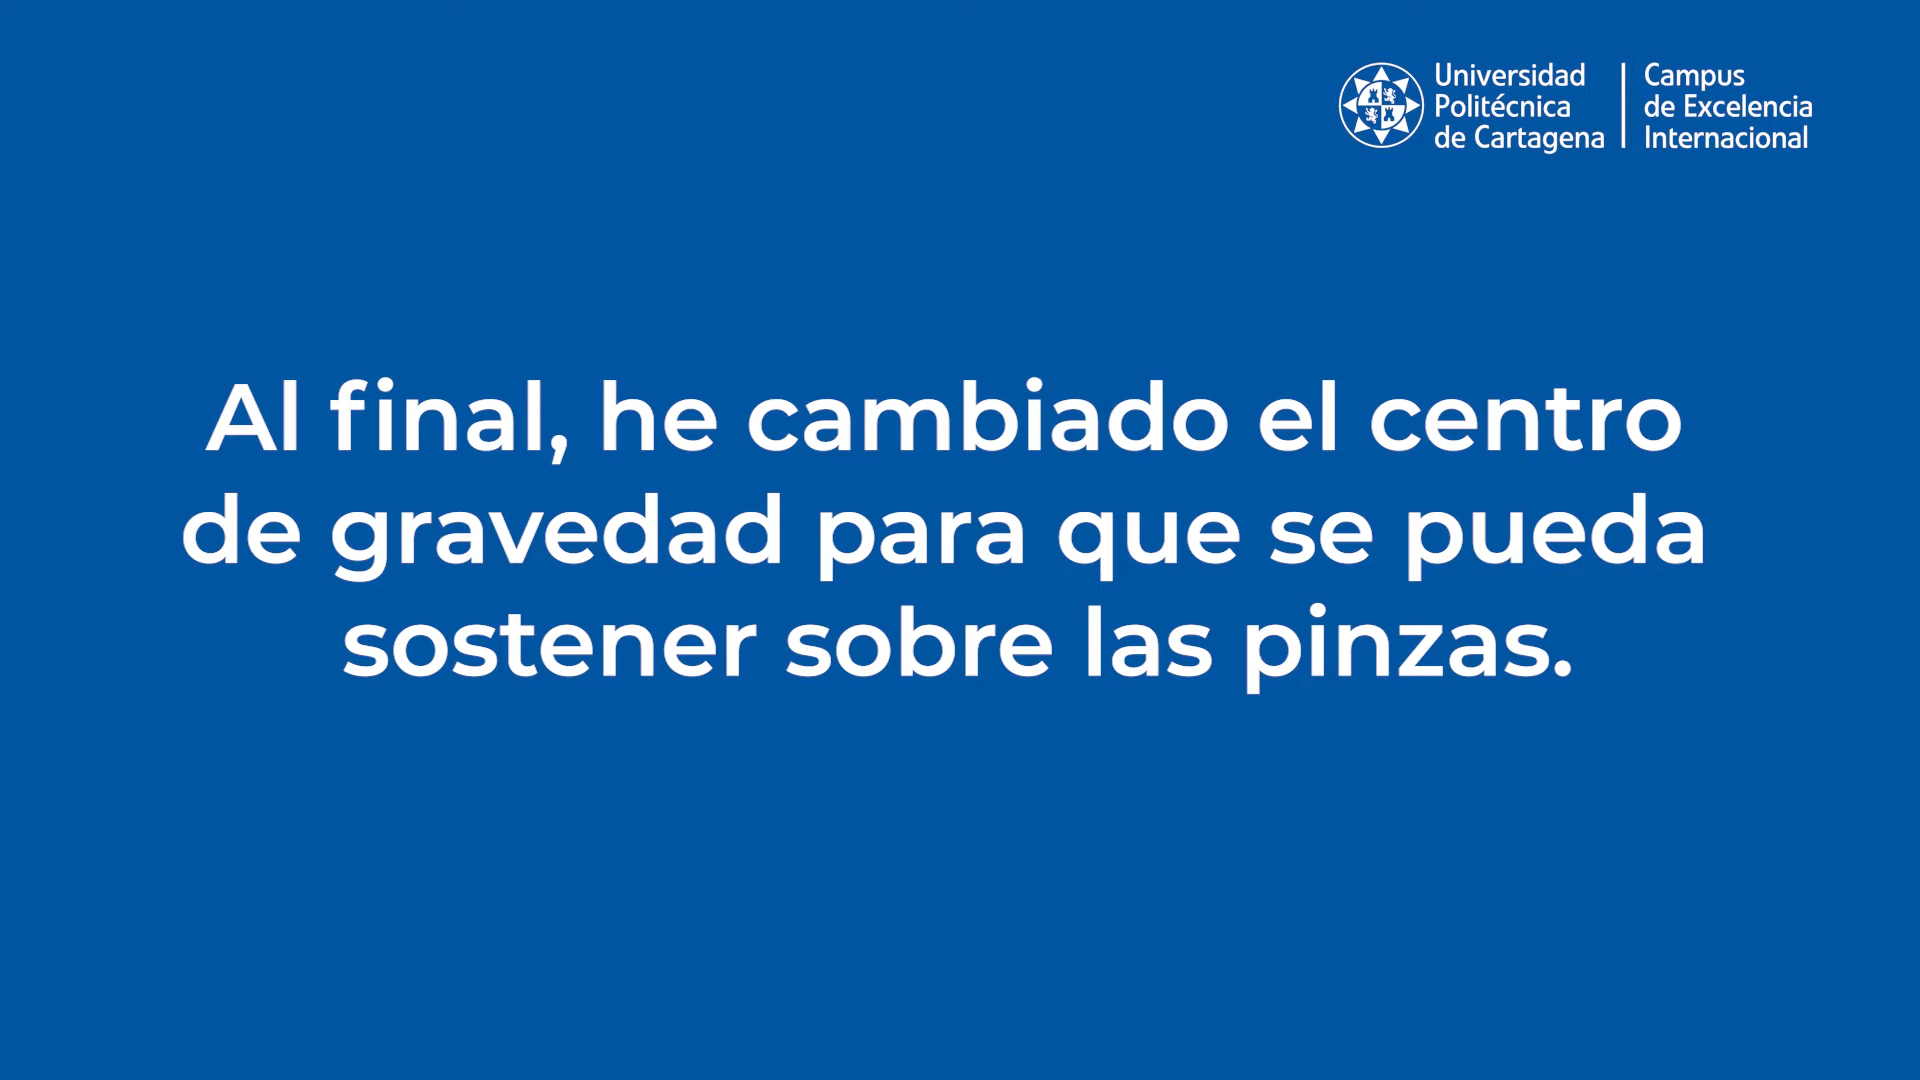 Universidad
Politécnica
de Cartagena
Campus
de Excelencia
Internacional
Al final, he cambiado el centro
de gravedad para que se pueda
sostener sobre las pinzas.